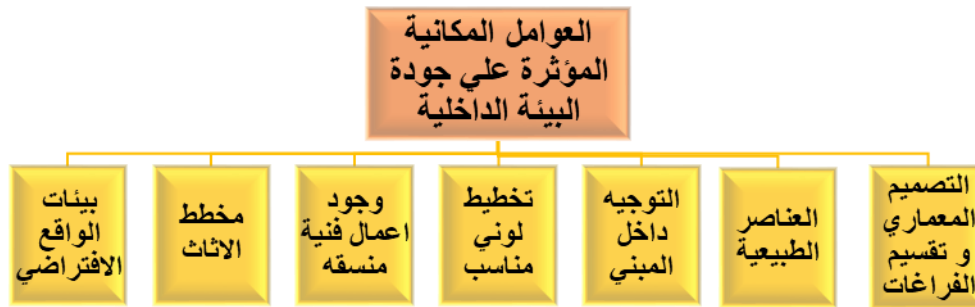 العوامل المكانية
المؤثرة علي جودة
البيئة الداخلية
التصميم
المعماري
و تقسيم
الفراغات
العناصر
الطبيعية
التوجيه
داخل
المبني
تخطيط
لوني
مناسب
وجود
اعمال فنية
منسقه
مخطط
الاثاث
بيئات
الواقع
الافتراضي